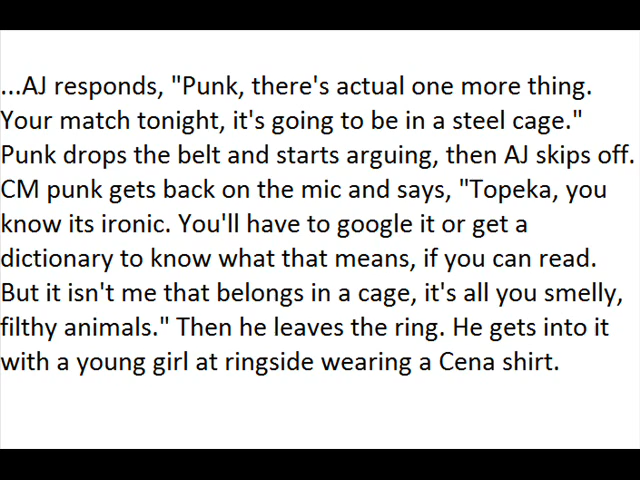 ...AJ responds, "Punk, there's actual one more thing.
Your match tonight, it's going to be in a steel cage."
Punk drops the belt and starts arguing, then AJ skips off.
CM punk gets back on the mic and says, "Topeka, you
know its ironic. You'll have to google it or get a
dictionary to know what that means, if you can read.
But it isn't me that belongs in a cage, it's all you smelly,
filthy animals." Then he leaves the ring. He gets into it
with a young girl at ringside wearing a Cena shirt.